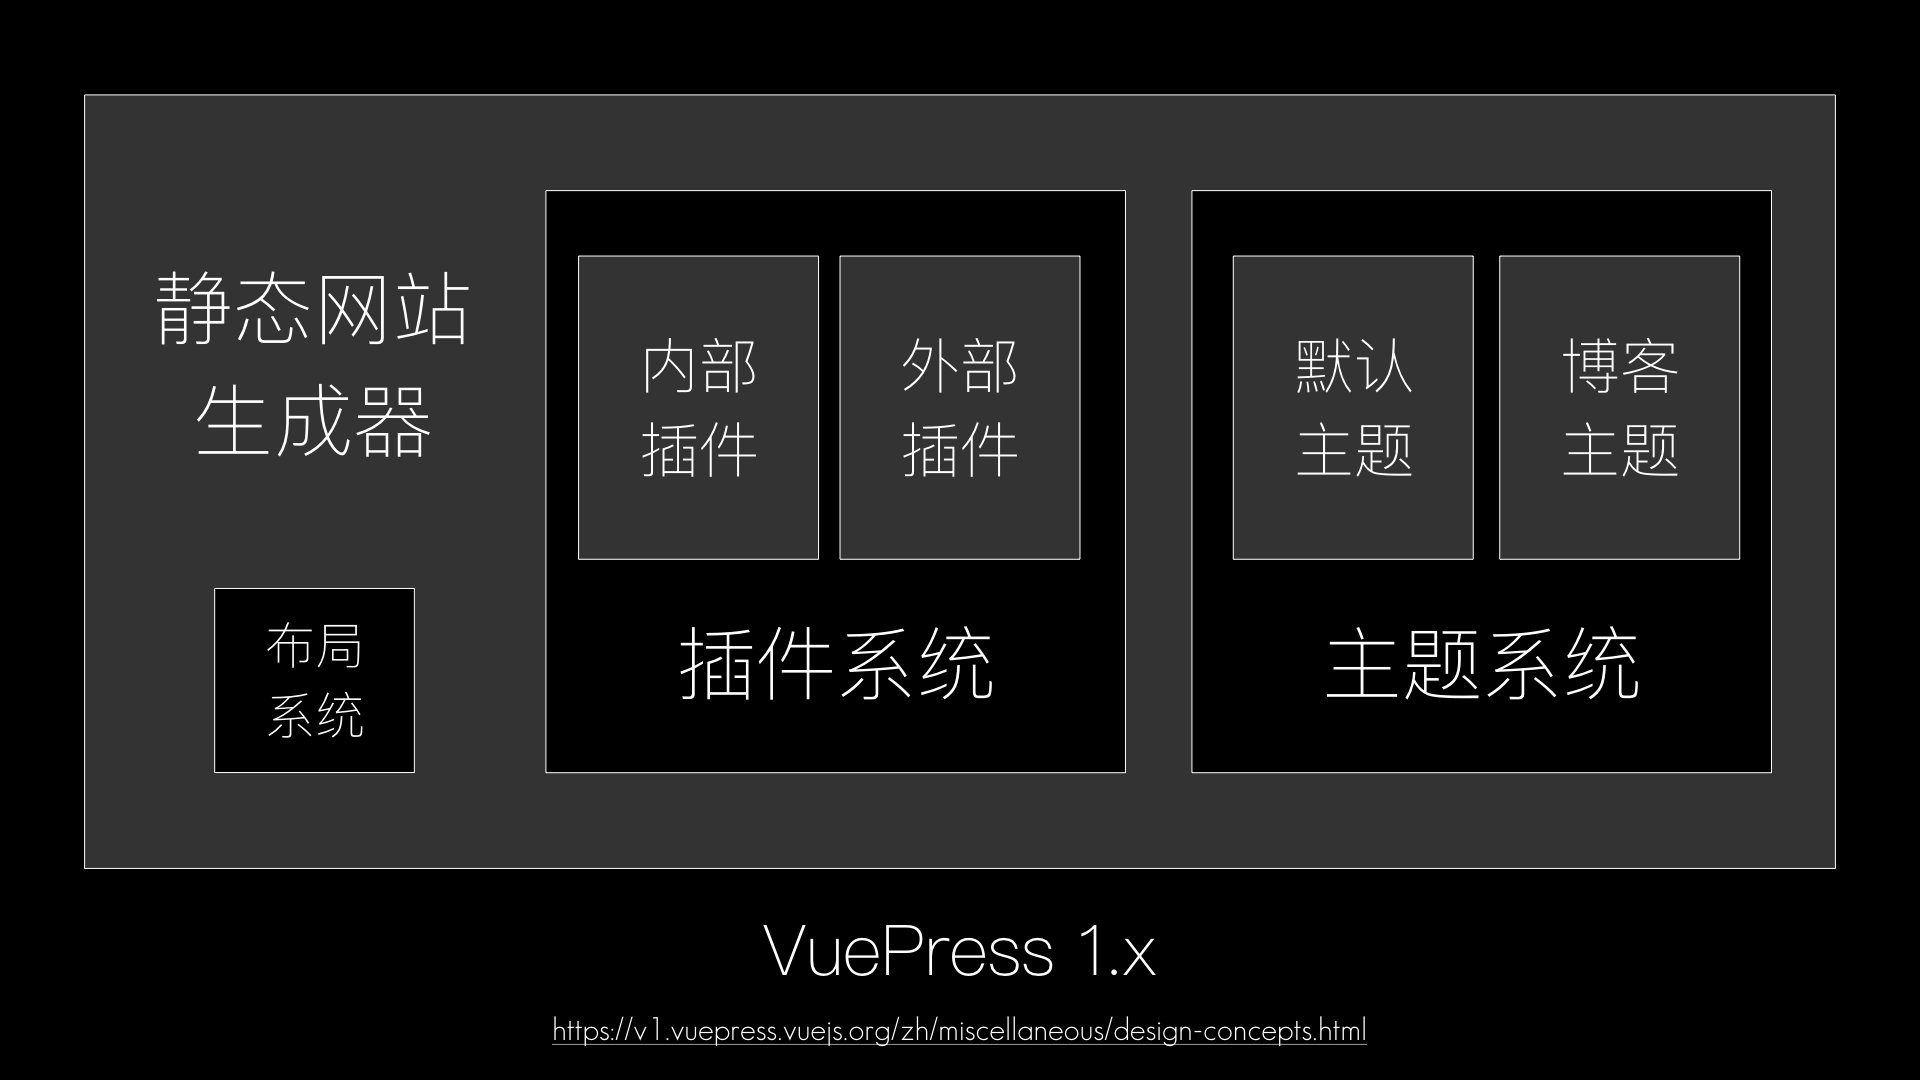 静态网站
生成器
布局
系统
内部
插件
外部
插件
插件系统
默认
主题
博客
主题
主题系统
VuePress 1.x
https://v1.vuepress.vuejs.org/zh/miscellaneous/design-concepts.html